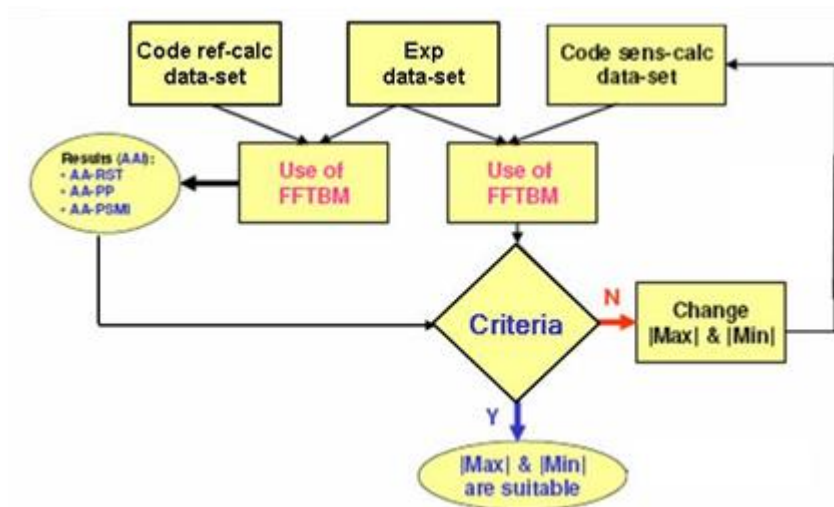 Code ref-calc
data-set
Exp
data-set
Code sens-calc
data-set
Results (AAI):
• AA-RST
• AA-PP
• AA-PSMI
Use of
FFTBM
Use of
FFTBM
Criteria
N
Change
|Max| & |Min|
Y
|Max| & |Min|
are suitable